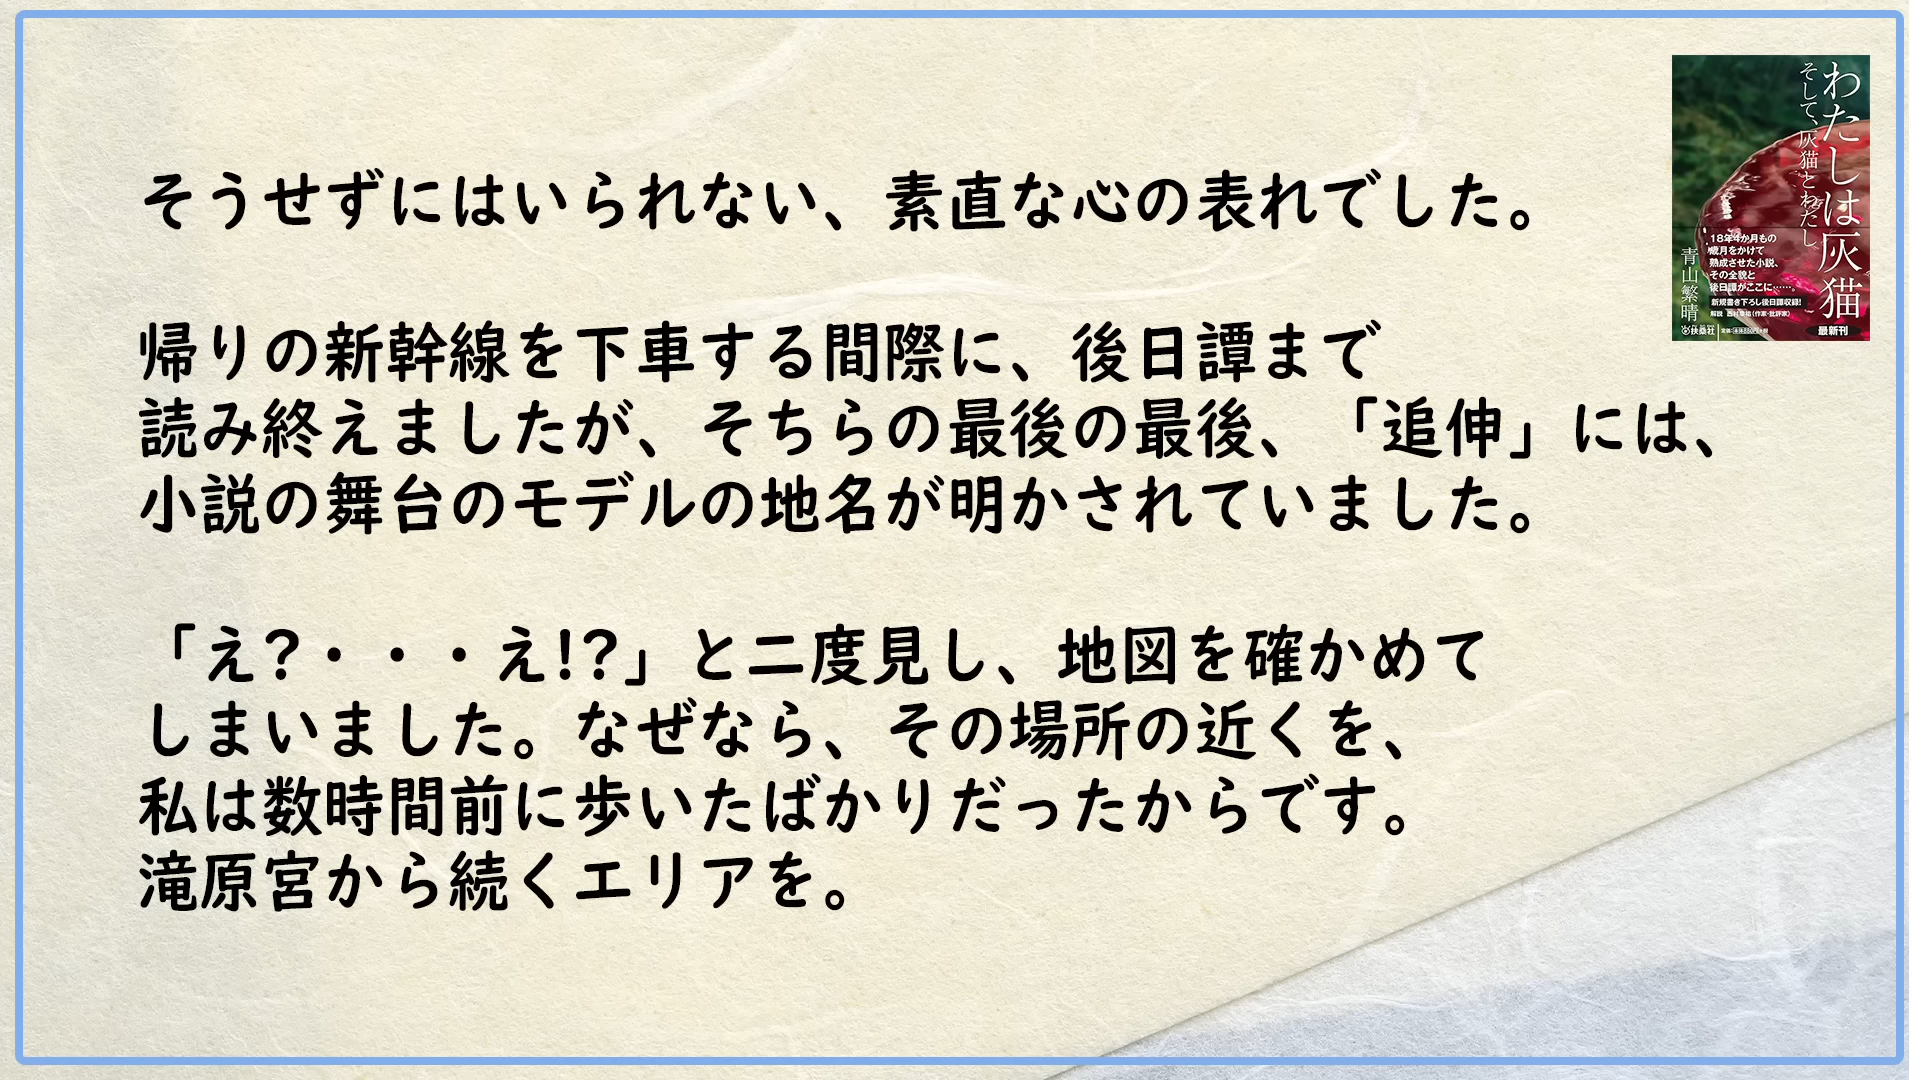 そうせずにはいられない、素直な心の表れでした。
帰りの新幹線を下車する間際に、後日譚まで
読み終えましたが、そちらの最後の最後、「追伸」には、
小説の舞台のモデルの地名が明かされていました。
「え?・・・え!?」と二度見し、地図を確かめて
しまいました。なぜなら、その場所の近くを、
私は数時間前に歩いたばかりだったからです。
滝原宮から続くエリアを。
わたしは灰猫
そして、灰猫とわたし
18年4か月もの
歳月をかけて
熟成させた小説、
その全貌と
後日譚がここに……。
新規書き下ろし後日譚収録!
解説 西村幸祐(作家・批評家)
青山繁晴
扶桑社
最新刊